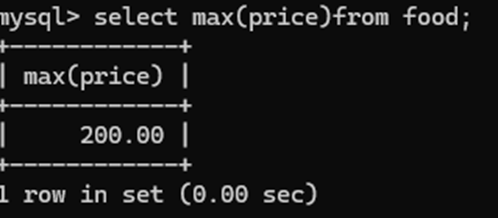 mysql> select max(price)from food;
+------------+
| max(price) |
+------------+
|     200.00 |
+------------+
1 row in set (0.00 sec)